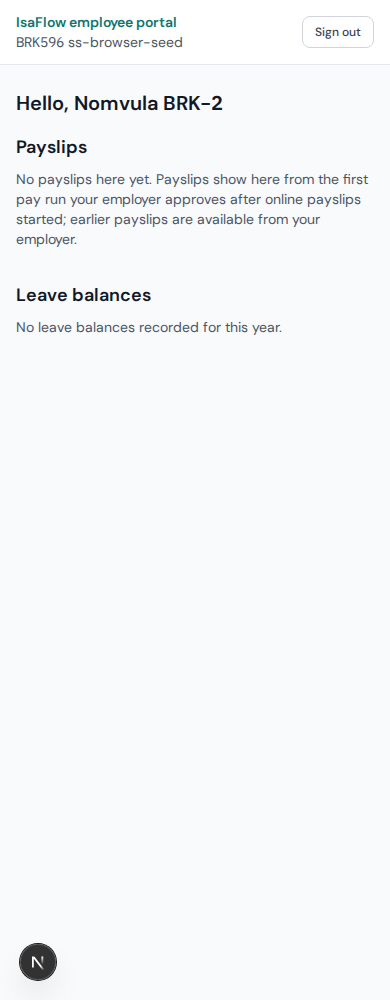 IsaFlow employee portal
BRK596 ss-browser-seed
Sign out
Hello, Nomvula BRK-2
Payslips
No payslips here yet. Payslips show here from the first
pay run your employer approves after online payslips
started; earlier payslips are available from your
employer.
Leave balances
No leave balances recorded for this year.
N